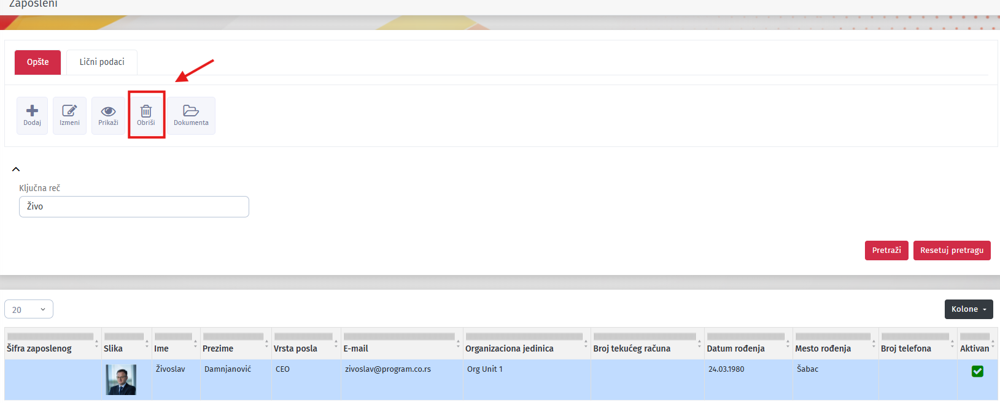 Zaposleni
Opšte
Lični podaci
Dodaj
Izmeni
Prikaži
Obriši
Dokumenta
Ključna reč
Živo
Pretraži
Resetuj pretragu
20
Kolone
Šifra zaposlenog Slika Ime Prezime Vrsta posla E-mail Organizaciona jedinica Broj tekućeg računa Datum rođenja Mesto rođenja Broj telefona Aktivan
Živoslav Damnjanović CEO zivoslav@program.co.rs Org Unit 1 24.03.1980 Šabac